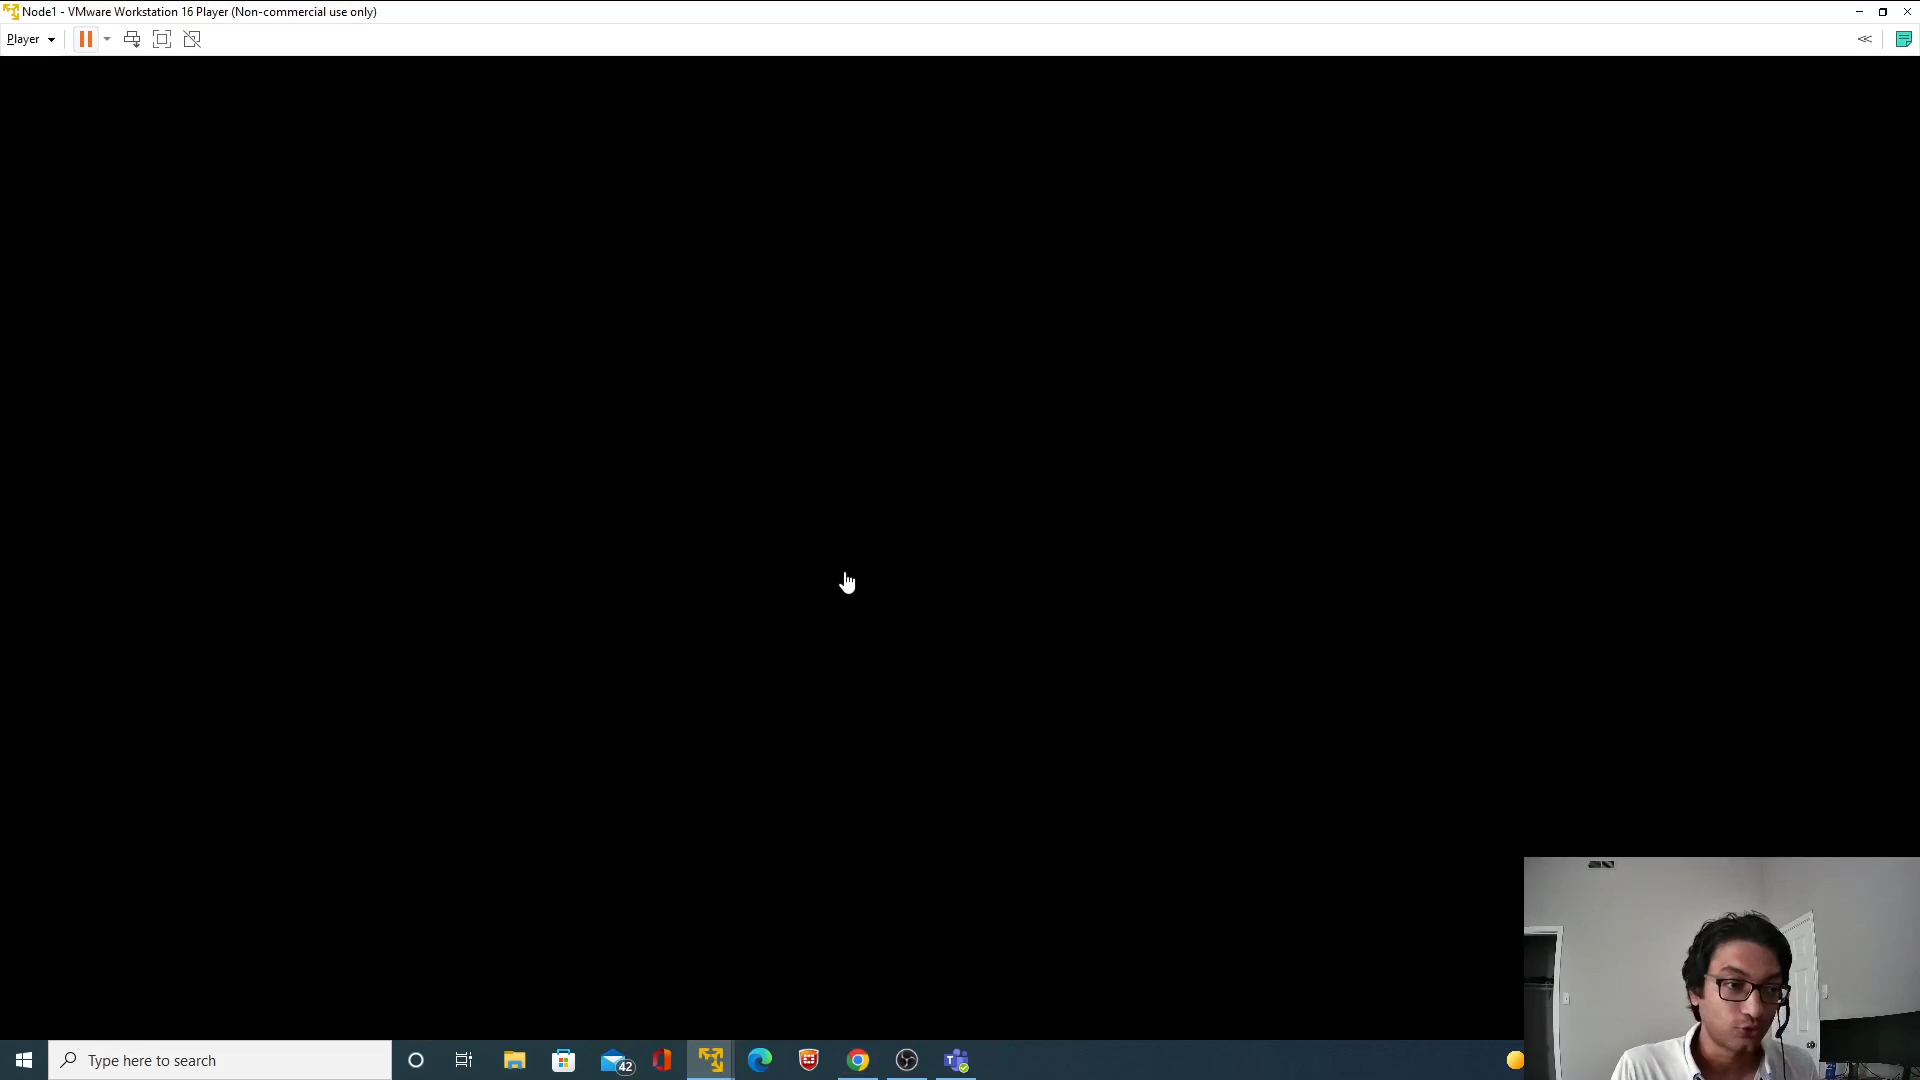 Node1 - VMware Workstation 16 Player (Non-commercial use only)
Player
Type here to search
42
T